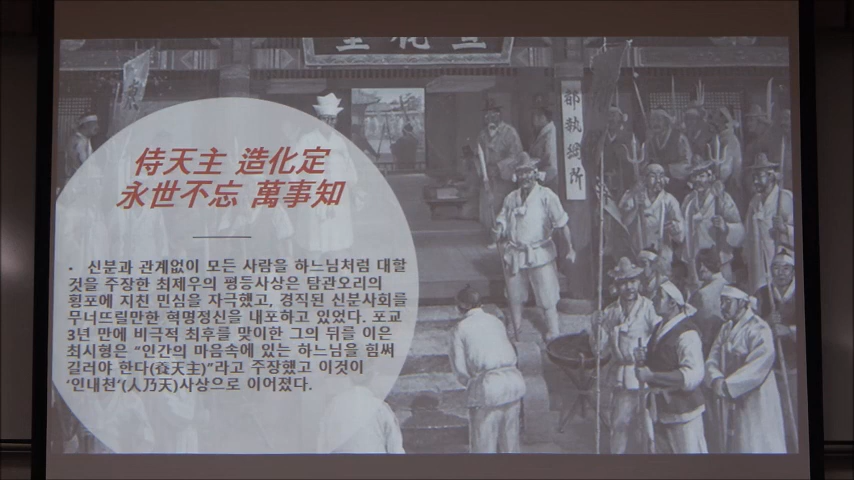 宣化堂
都執綱所
侍天主 造化定
永世不忘 萬事知
• 신분과 관계없이 모든 사람을 하느님처럼 대할
것을 주장한 최제우의 평등사상은 탐관오리의
횡포에 지친 민심을 자극했고, 경직된 신분사회를
무너뜨릴만한 혁명정신을 내포하고 있었다. 포교
3년 만에 비극적 최후를 맞이한 그의 뒤를 이은
최시형은 “인간의 마음속에 있는 하느님을 힘써
길러야 한다(養天主)”라고 주장했고 이것이
‘인내천‘(人乃天)사상으로 이어졌다.